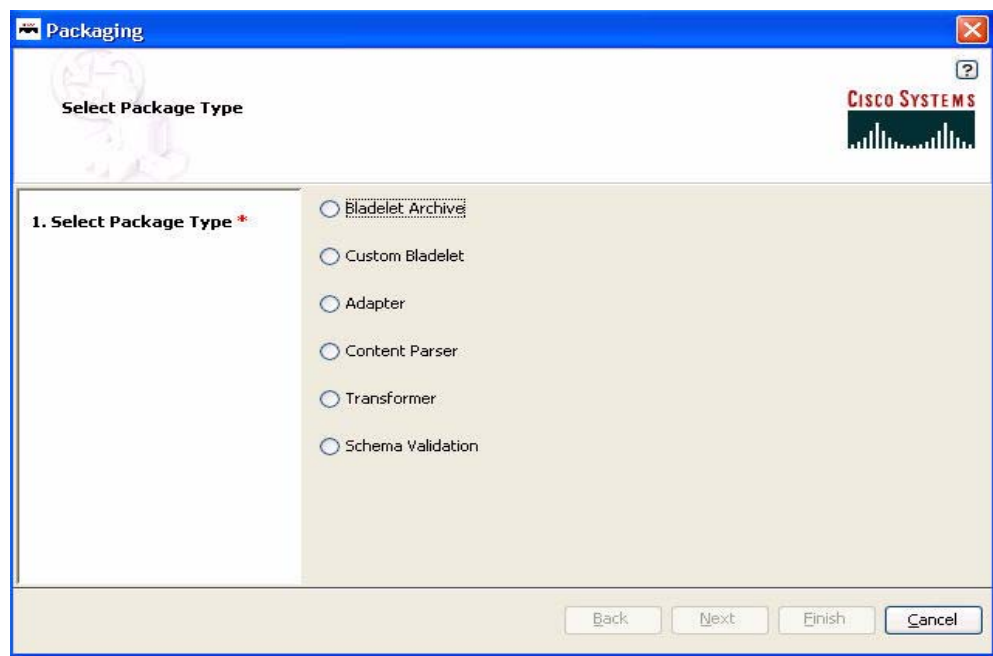 Packaging
?
Select Package Type
CISCO SYSTEMS
1. Select Package Type *
Bladelet Archive
Custom Bladelet
Adapter
Content Parser
Transformer
Schema Validation
Back Next Finish Cancel